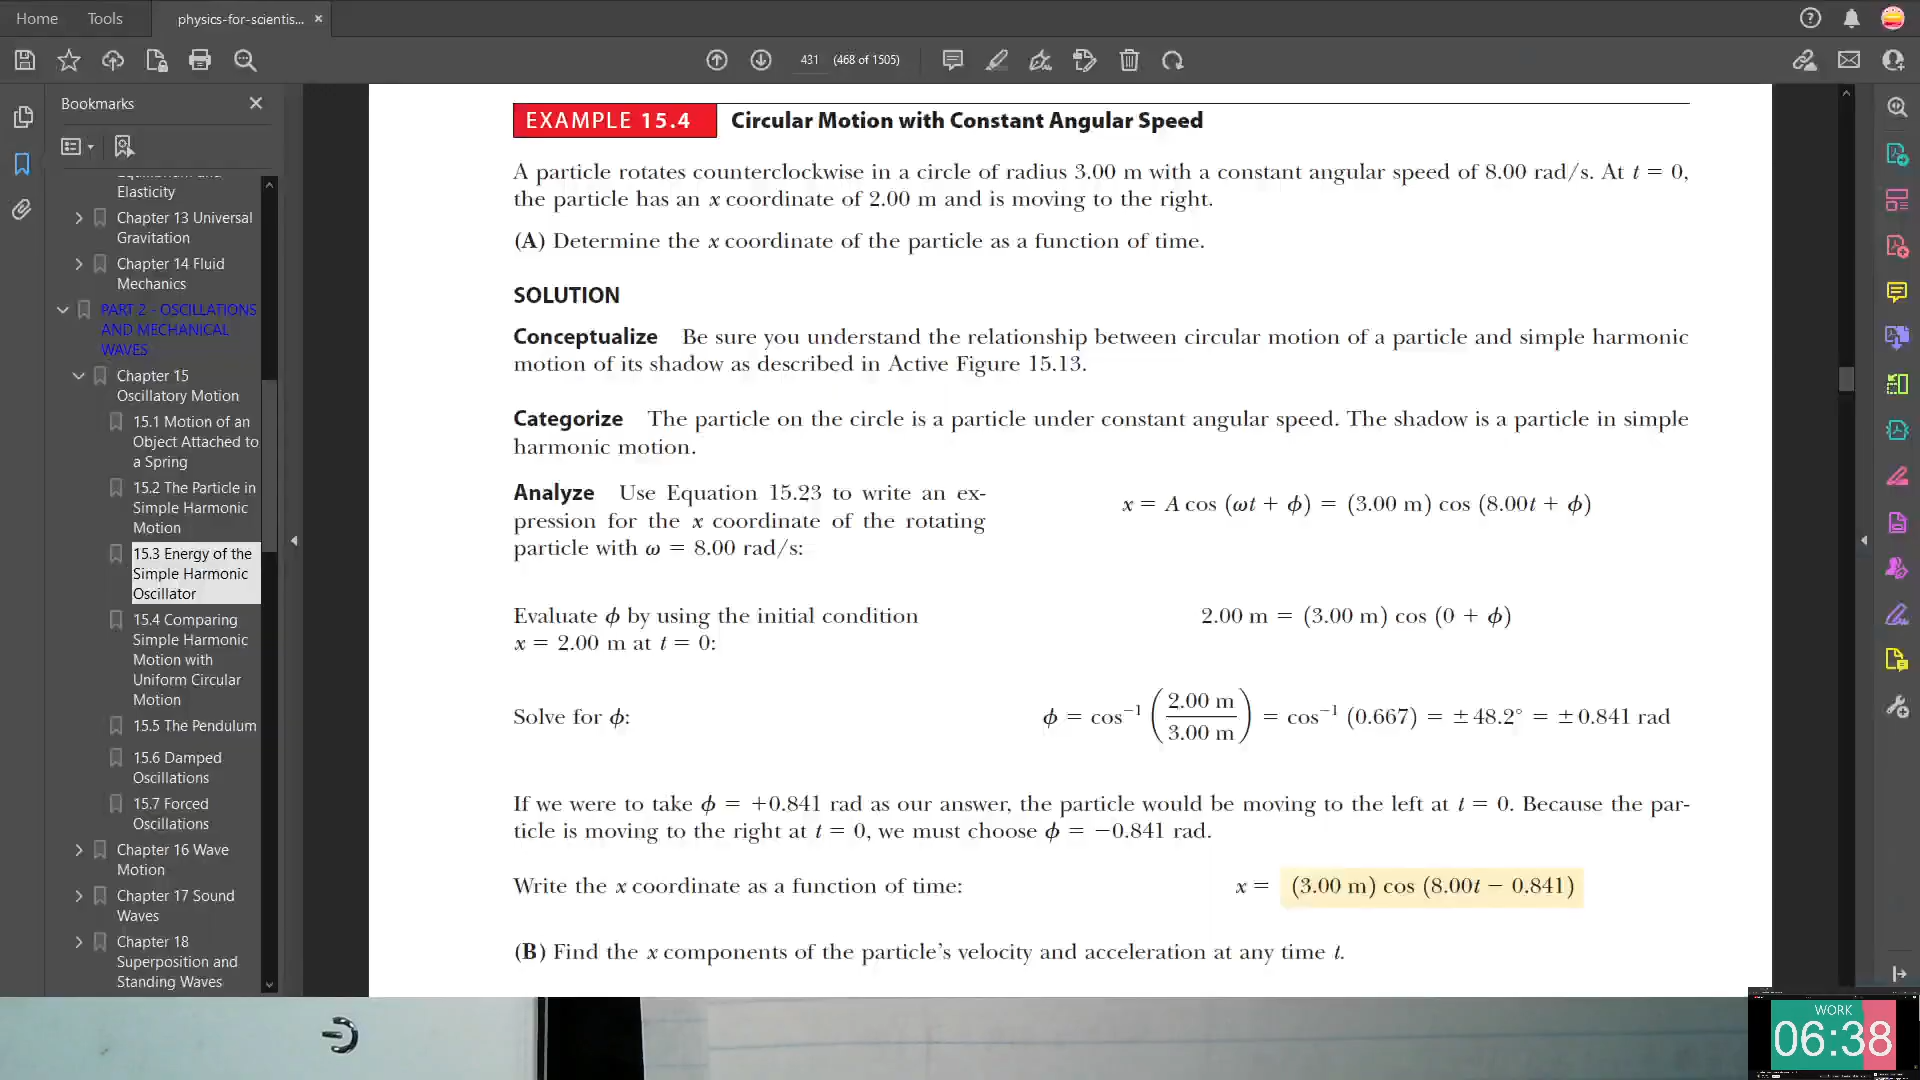 Home
Tools
physics-for-scientis...
431
(468 of 1505)
Bookmarks
Elasticity
Chapter 13 Universal
Gravitation
Chapter 14 Fluid
Mechanics
PART 2 - OSCILLATIONS
AND MECHANICAL
WAVES
Chapter 15
Oscillatory Motion
15.1 Motion of an
Object Attached to
a Spring
15.2 The Particle in
Simple Harmonic
Motion
15.3 Energy of the
Simple Harmonic
Oscillator
15.4 Comparing
Simple Harmonic
Motion with
Uniform Circular
Motion
15.5 The Pendulum
15.6 Damped
Oscillations
15.7 Forced
Oscillations
Chapter 16 Wave
Motion
Chapter 17 Sound
Waves
Chapter 18
Superposition and
Standing Waves
EXAMPLE 15.4 Circular Motion with Constant Angular Speed
A particle rotates counterclockwise in a circle of radius 3.00 m with a constant angular speed of 8.00 rad/s. At t = 0,
the particle has an x coordinate of 2.00 m and is moving to the right.
(A) Determine the x coordinate of the particle as a function of time.
SOLUTION
Conceptualize Be sure you understand the relationship between circular motion of a particle and simple harmonic
motion of its shadow as described in Active Figure 15.13.
Categorize The particle on the circle is a particle under constant angular speed. The shadow is a particle in simple
harmonic motion.
Analyze Use Equation 15.23 to write an ex-
pression for the x coordinate of the rotating
particle with ω = 8.00 rad/s:
x = A cos (ωt + ϕ) = (3.00 m) cos (8.00t + ϕ)
Evaluate ϕ by using the initial condition
x = 2.00 m at t = 0:
2.00 m = (3.00 m) cos (0 + ϕ)
Solve for ϕ:
ϕ = cos⁻¹ (2.00 m / 3.00 m) = cos⁻¹ (0.667) = ±48.2° = ±0.841 rad
If we were to take ϕ = +0.841 rad as our answer, the particle would be moving to the left at t = 0. Because the par-
ticle is moving to the right at t = 0, we must choose ϕ = −0.841 rad.
Write the x coordinate as a function of time:
x = (3.00 m) cos (8.00t − 0.841)
(B) Find the x components of the particle's velocity and acceleration at any time t.
WORK
06:38